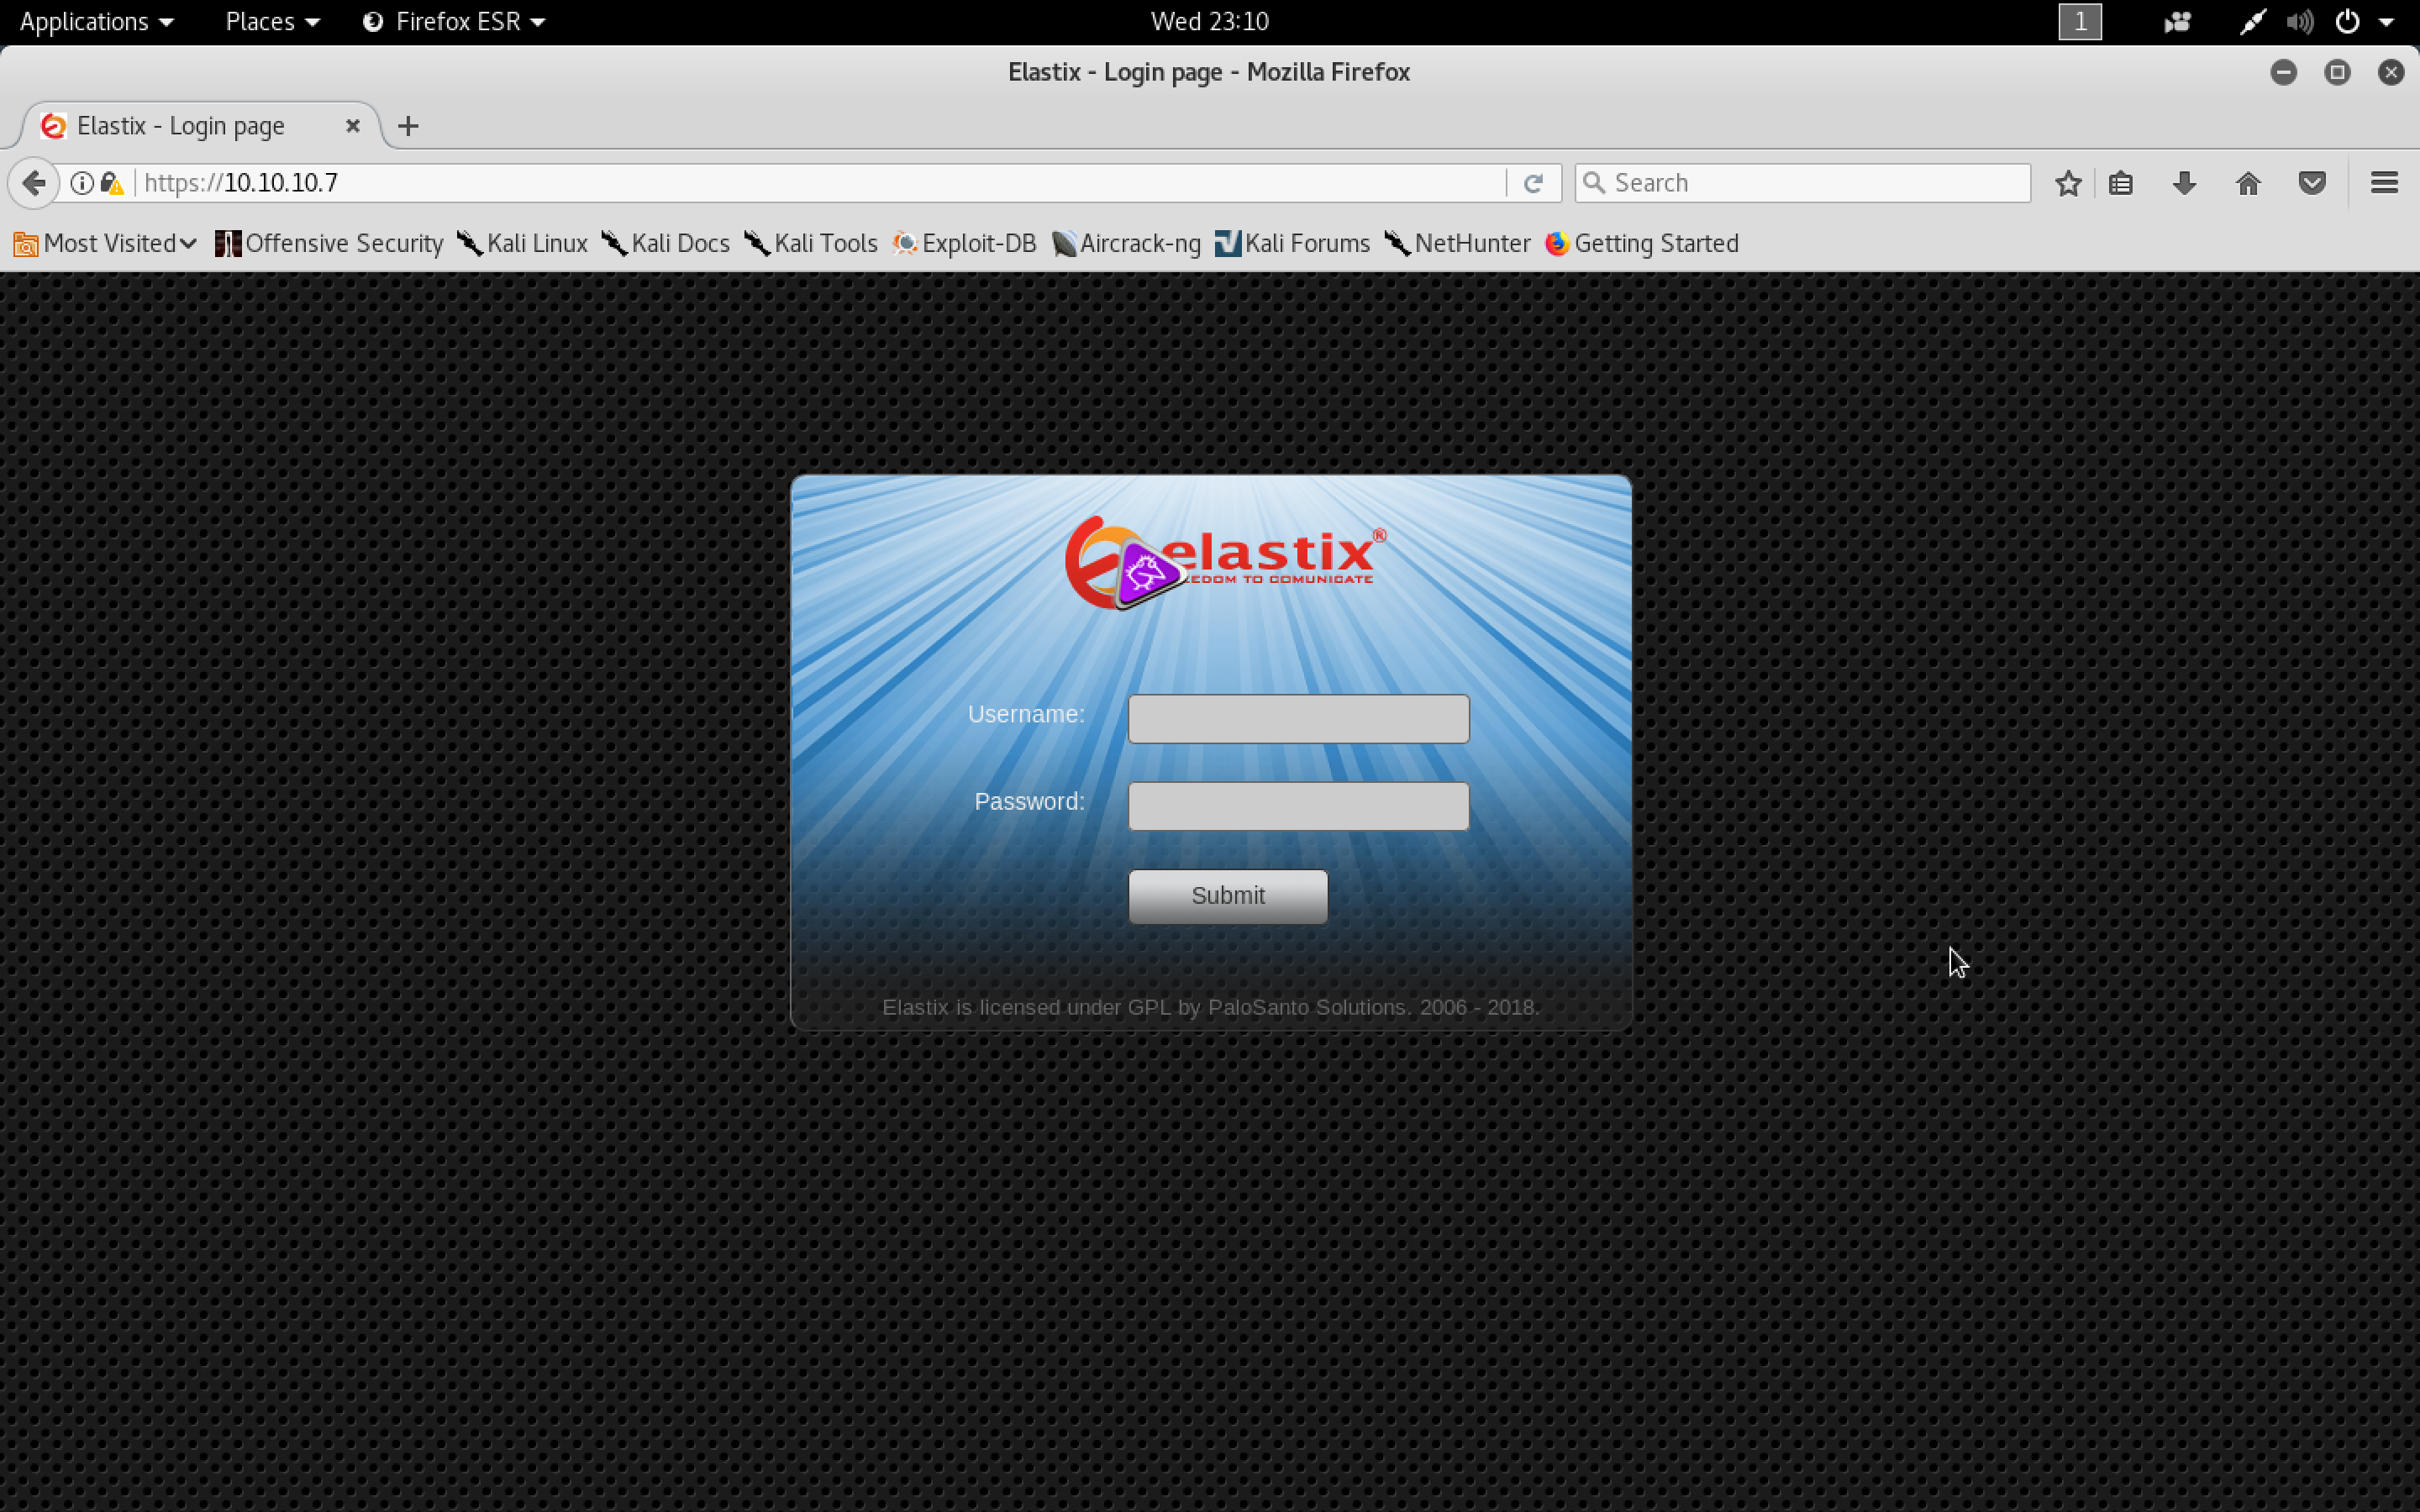 Applications Places Firefox ESR Wed 23:10 1
Elastix - Login page - Mozilla Firefox
Elastix - Login page
https://10.10.10.7 Search
Most Visited Offensive Security Kali Linux Kali Docs Kali Tools Exploit-DB Aircrack-ng Kali Forums NetHunter Getting Started
elastix®
EDOM TO COMUNICATE
Username:
Password:
Submit
Elastix is licensed under GPL by PaloSanto Solutions. 2006 - 2018.